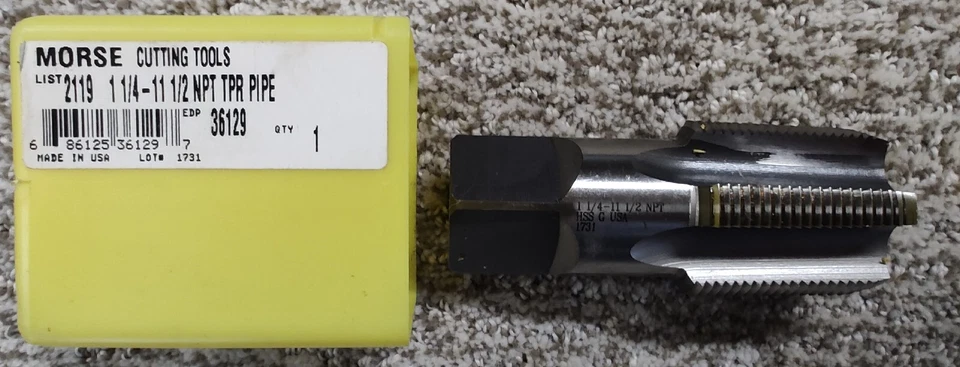 MORSE CUTTING TOOLS
LIST 2119 1 1/4-11 1/2 NPT TPR PIPE
EDP 36129 QTY 1
6 86125 36129 7
MADE IN USA LOT# 1731
1 1/4-11 1/2 NPT
HSS G USA
1731